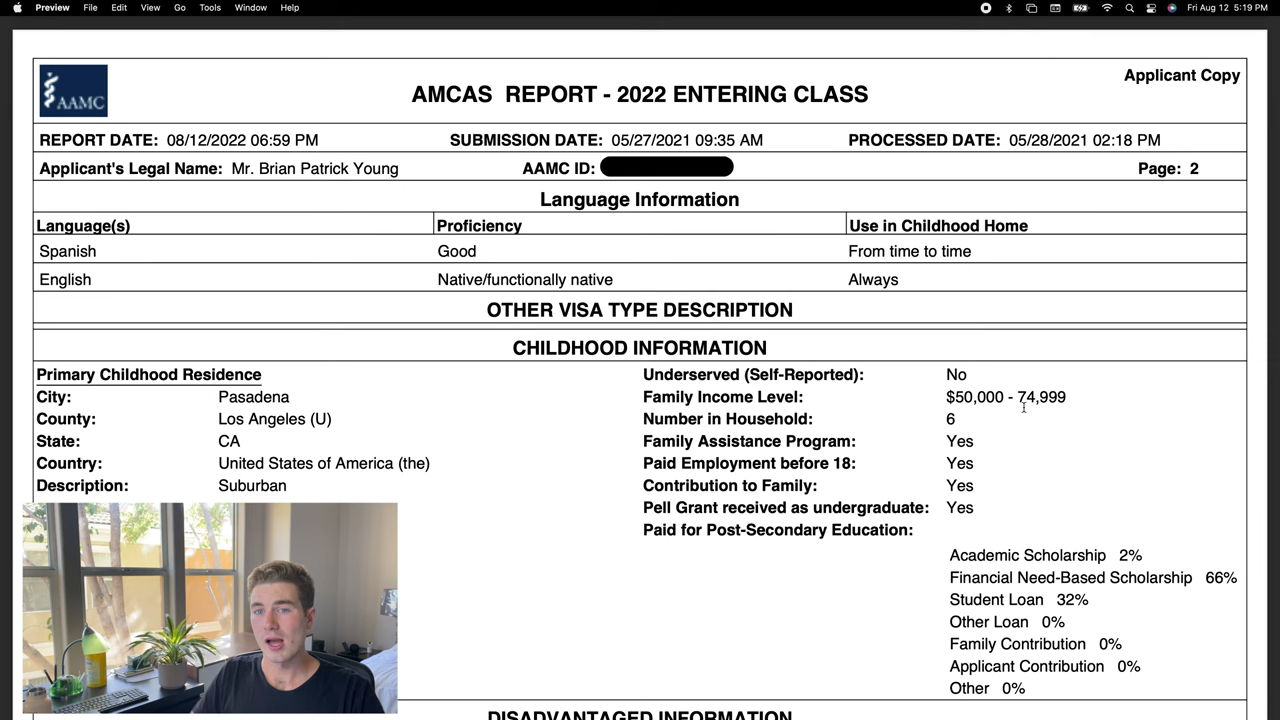 Preview File Edit View Go Tools Window Help Fri Aug 12 5:19 PM
Applicant Copy
AAMC
AMCAS REPORT - 2022 ENTERING CLASS
REPORT DATE: 08/12/2022 06:59 PM SUBMISSION DATE: 05/27/2021 09:35 AM PROCESSED DATE: 05/28/2021 02:18 PM
Applicant's Legal Name: Mr. Brian Patrick Young AAMC ID: Page: 2
Language Information
Language(s) Proficiency Use in Childhood Home
Spanish Good From time to time
English Native/functionally native Always
OTHER VISA TYPE DESCRIPTION
CHILDHOOD INFORMATION
Primary Childhood Residence Underserved (Self-Reported): No
City: Pasadena Family Income Level: $50,000 - 74,999
County: Los Angeles (U) Number in Household: 6
State: CA Family Assistance Program: Yes
Country: United States of America (the) Paid Employment before 18: Yes
Description: Suburban Contribution to Family: Yes
Pell Grant received as undergraduate: Yes
Paid for Post-Secondary Education:
Academic Scholarship 2%
Financial Need-Based Scholarship 66%
Student Loan 32%
Other Loan 0%
Family Contribution 0%
Applicant Contribution 0%
Other 0%
DISADVANTAGED INFORMATION